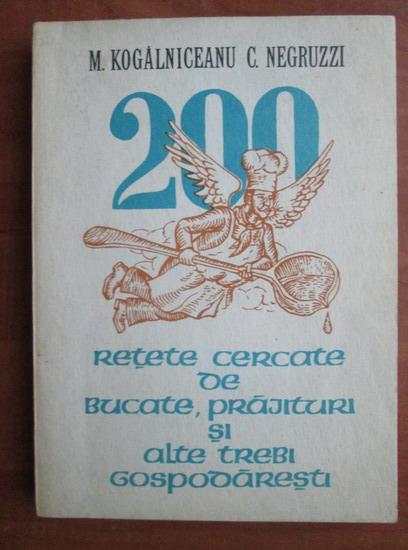 M. KOGĂLNICEANU C. NEGRUZZI
200
REȚETE CERCATE
DE
BUCATE, PRĂJITURI
ȘI
ALTE TREBI
GOSPODĂREȘTI